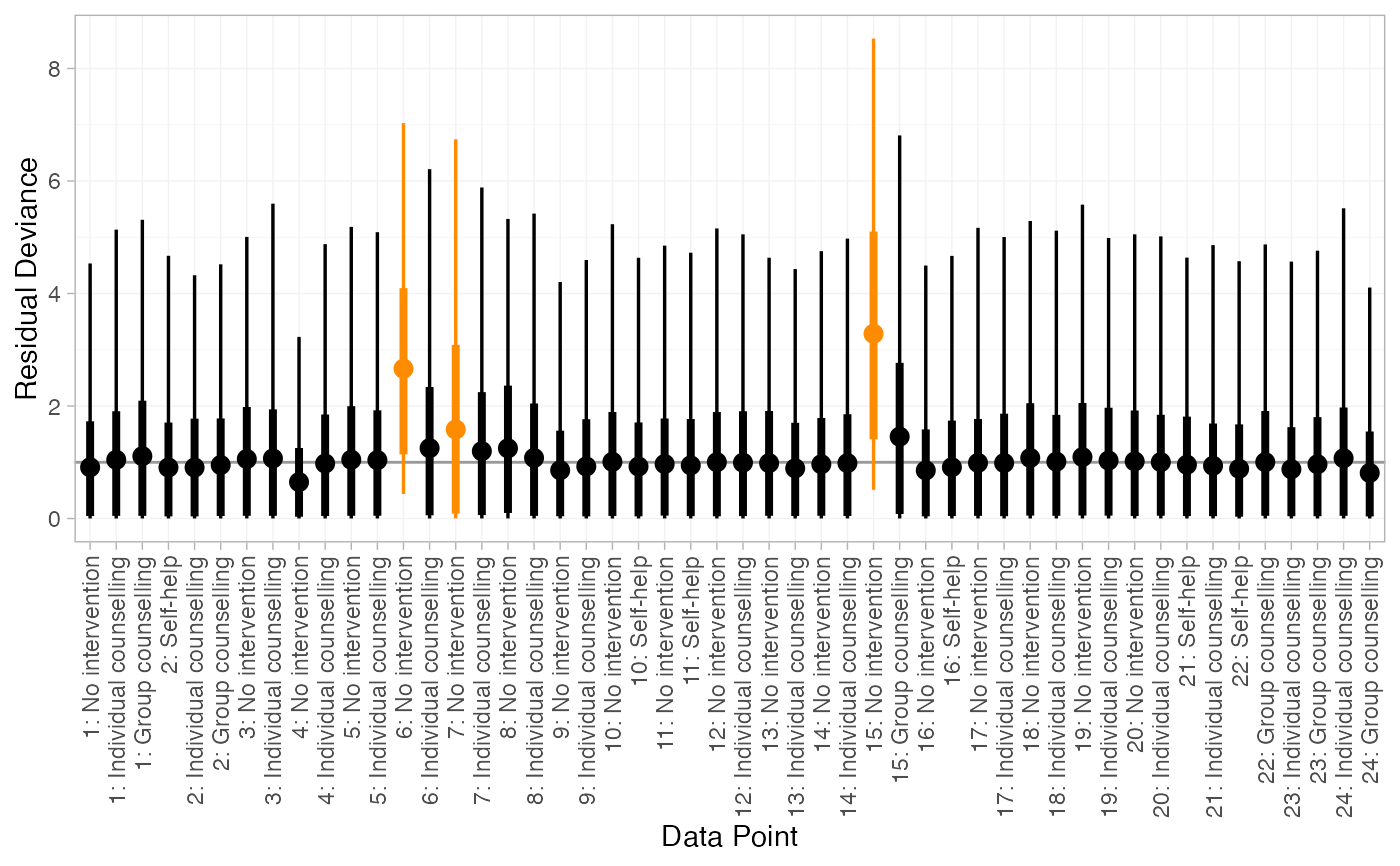 Residual Deviance
8
6
4
2
0
1: No intervention
1: Individual counselling
1: Group counselling
2: Self-help
2: Individual counselling
2: Group counselling
3: No intervention
3: Individual counselling
4: No intervention
4: Individual counselling
5: No intervention
5: Individual counselling
6: No intervention
6: Individual counselling
7: No intervention
7: Individual counselling
8: No intervention
8: Individual counselling
9: No intervention
9: Individual counselling
10: No intervention
10: Self-help
11: No intervention
11: Self-help
12: No intervention
12: Individual counselling
13: No intervention
13: Individual counselling
14: No intervention
14: Individual counselling
15: No intervention
15: Group counselling
16: No intervention
16: Self-help
17: No intervention
17: Individual counselling
18: No intervention
18: Individual counselling
19: No intervention
19: Individual counselling
20: No intervention
20: Individual counselling
21: Self-help
21: Individual counselling
22: Self-help
22: Group counselling
23: Individual counselling
23: Group counselling
24: Individual counselling
24: Group counselling
Data Point